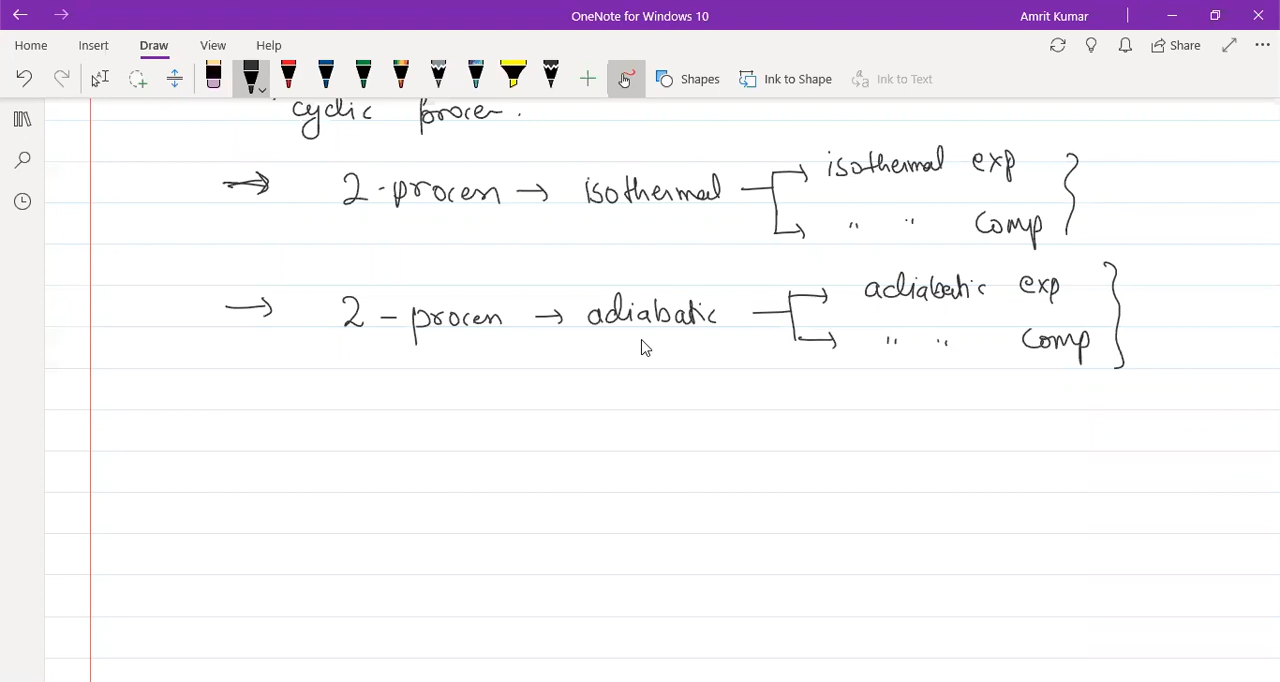 OneNote for Windows 10
Amrit Kumar
Home Insert Draw View Help
Share
Shapes Ink to Shape Ink to Text
cyclic process.
⇒ 2-process → isothermal → isothermal exp
→ " " Comp
→ 2-process → adiabatic → adiabatic exp
→ " " Comp